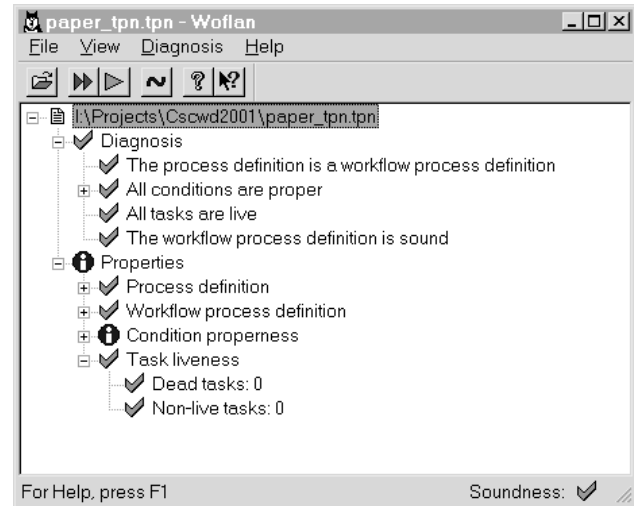 paper_tpn.tpn - Woflan
File View Diagnosis Help
I:\Projects\Cscwd2001\paper_tpn.tpn
Diagnosis
The process definition is a workflow process definition
All conditions are proper
All tasks are live
The workflow process definition is sound
Properties
Process definition
Workflow process definition
Condition properness
Task liveness
Dead tasks: 0
Non-live tasks: 0
For Help, press F1 Soundness: